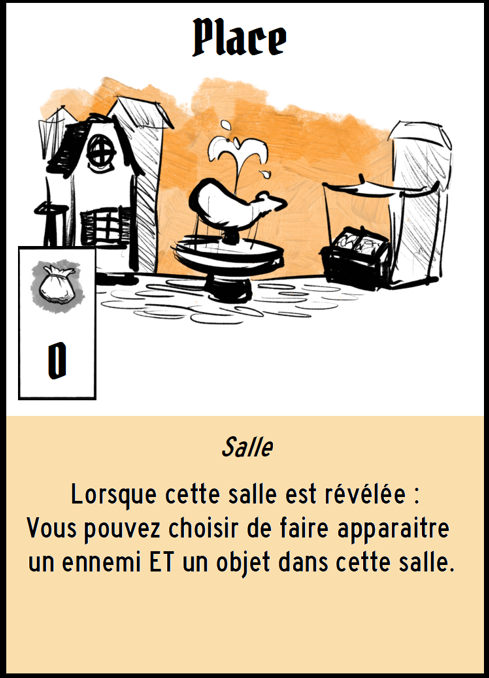 Place
0
Salle
Lorsque cette salle est révélée :
Vous pouvez choisir de faire apparaitre
un ennemi ET un objet dans cette salle.